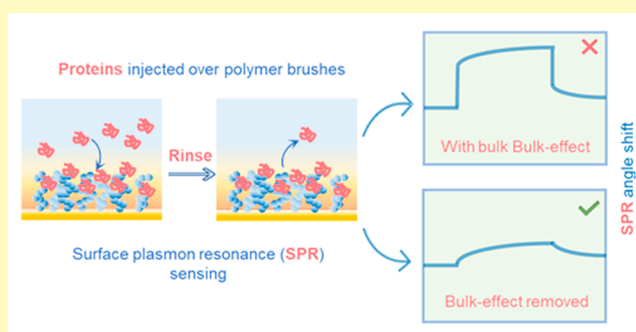 Proteins injected over polymer brushes
Rinse
Surface plasmon resonance (SPR)
sensing
With bulk Bulk-effect
Bulk-effect removed
SPR angle shift